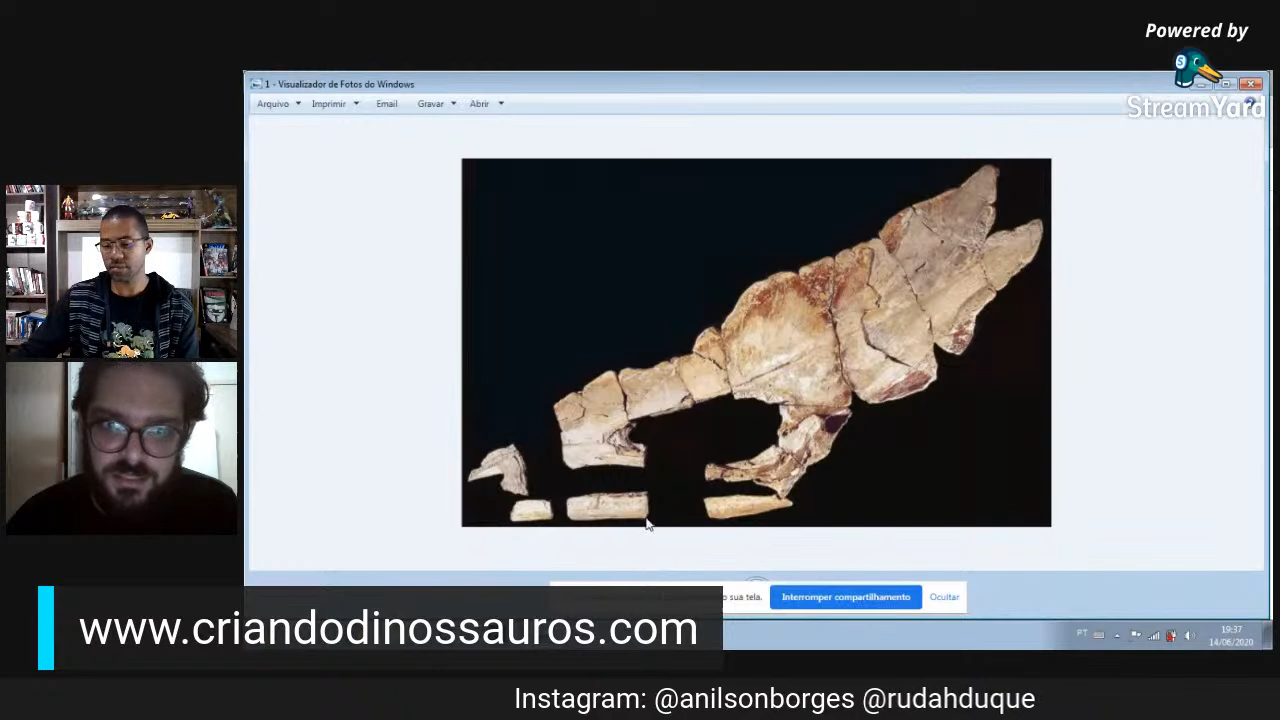 Powered by
StreamYard
1 - Visualizador de Fotos do Windows
Arquivo Imprimir Email Gravar Abrir
o sua tela. Interromper compartilhamento Ocultar
www.criandodinossauros.com
PT 19:37
14/06/2020
Instagram: @anilsonborges @rudahduque